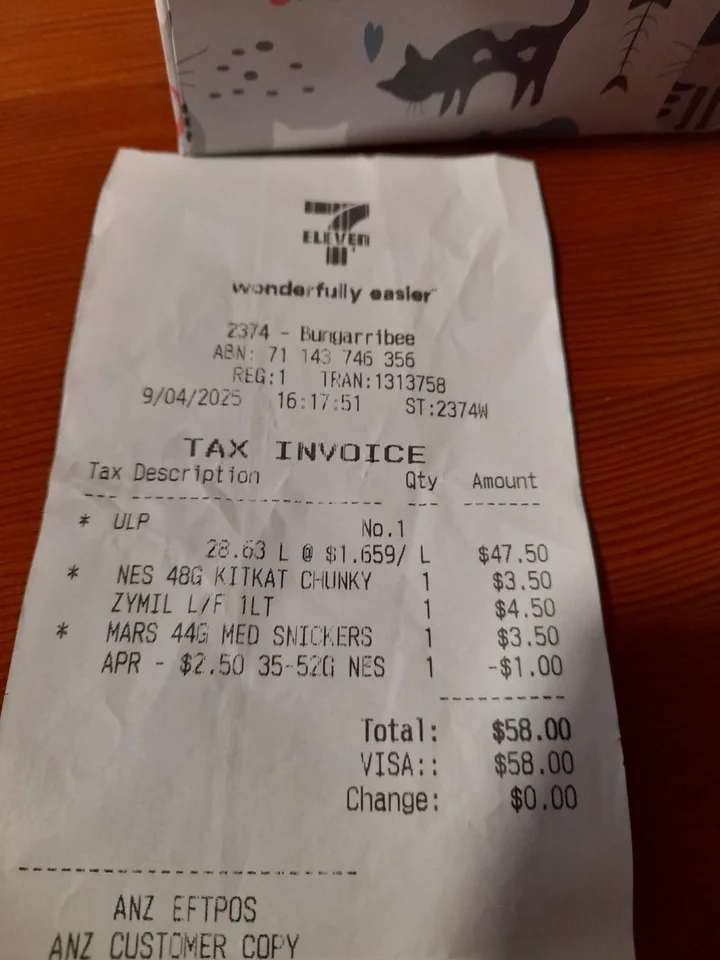 7
ELEVEN
wonderfully easier
2374 - Bungarribee
ABN: 71 143 746 356
REG:1 TRAN:1313758
9/04/2025 16:17:51 ST:2374W
TAX INVOICE
Tax Description Qty Amount
* ULP No.1
28.63 L @ $1.659/ L $47.50
* NES 48G KITKAT CHUNKY 1 $3.50
ZYMIL L/F 1LT 1 $4.50
* MARS 44G MED SNICKERS 1 $3.50
APR - $2.50 35-52G NES 1 -$1.00
Total: $58.00
VISA:: $58.00
Change: $0.00
ANZ EFTPOS
ANZ CUSTOMER COPY